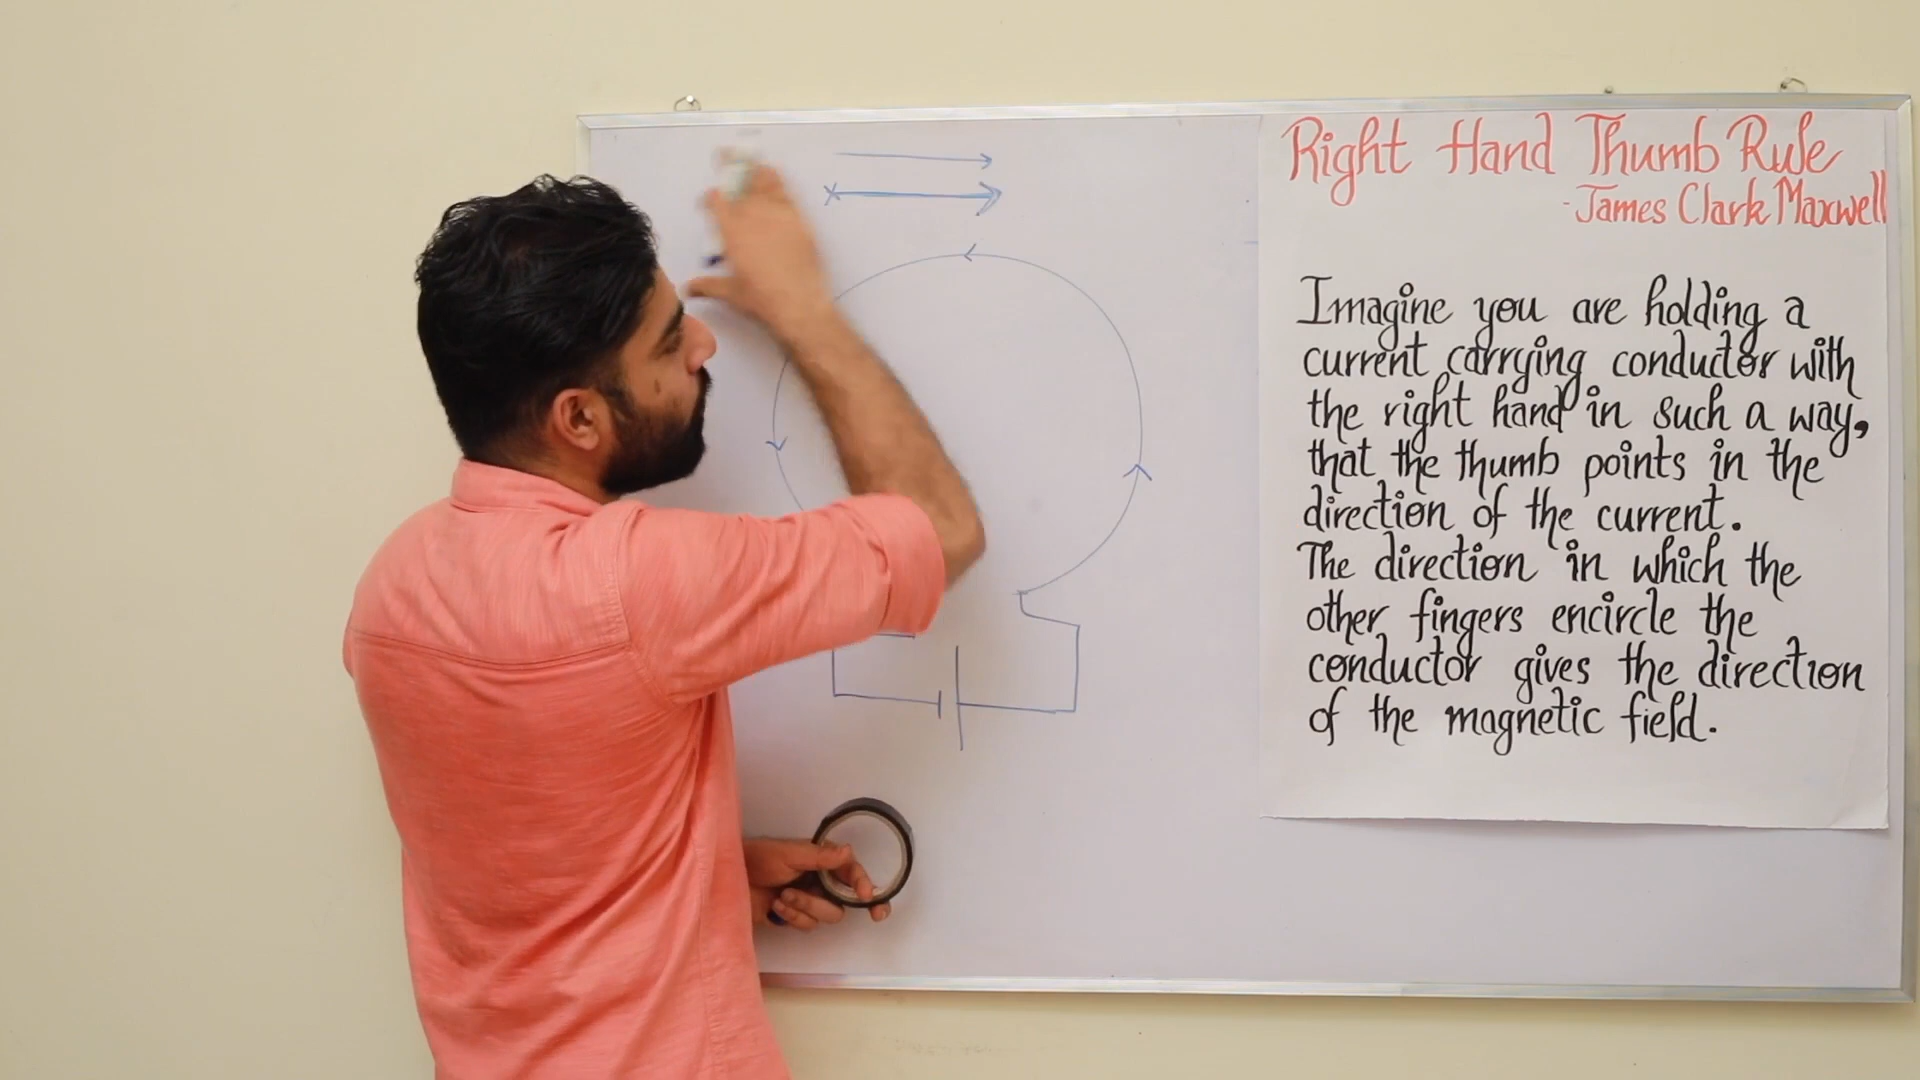 Right Hand Thumb Rule
-James Clark Maxwell
Imagine you are holding a
current carrying conductor with
the right hand in such a way,
that the thumb points in the
direction of the current.
The direction in which the
other fingers encircle the
conductor gives the direction
of the magnetic field.